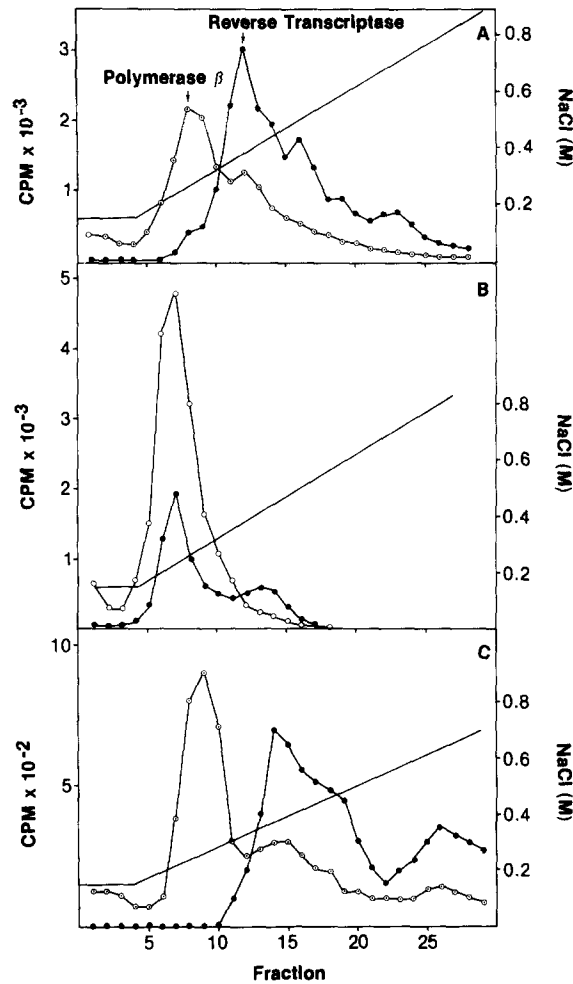 Reverse Transcriptase
A
Polymerase β
3
2
1
CPM x 10-3
0.8
0.6
0.4
0.2
NaCl (M)
B
5
4
3
2
1
CPM x 10-3
0.8
0.6
0.4
0.2
NaCl (M)
C
10
5
CPM x 10-2
0.8
0.6
0.4
0.2
NaCl (M)
5 10 15 20 25
Fraction